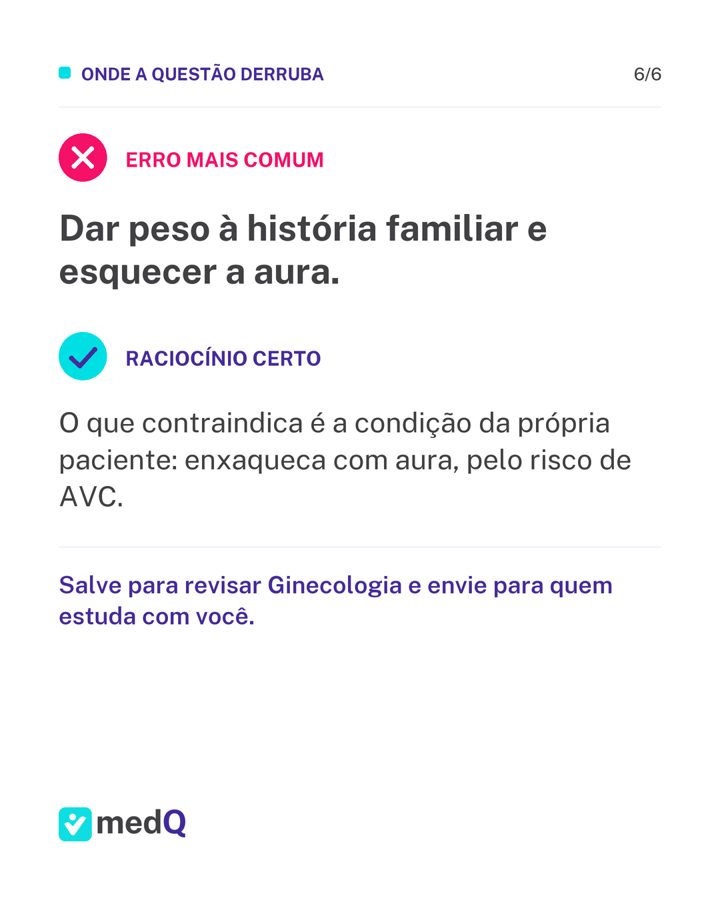 ONDE A QUESTÃO DERRUBA
6/6
ERRO MAIS COMUM
Dar peso à história familiar e
esquecer a aura.
RACIOCÍNIO CERTO
O que contraindica é a condição da própria
paciente: enxaqueca com aura, pelo risco de
AVC.
Salve para revisar Ginecologia e envie para quem
estuda com você.
medQ